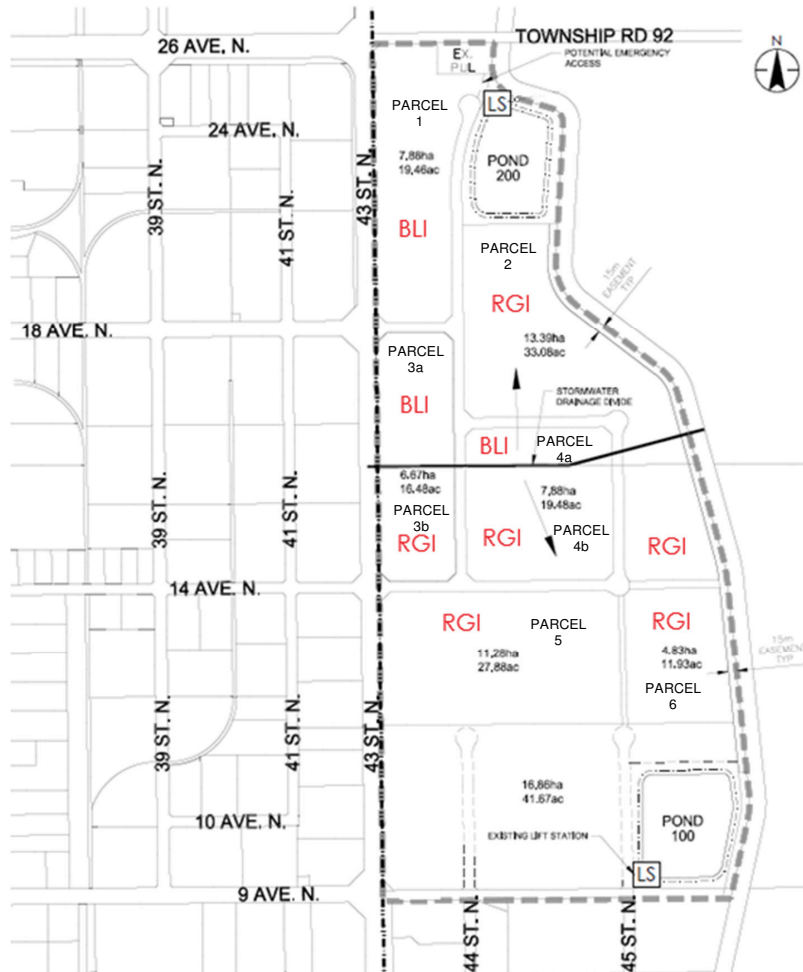 TOWNSHIP RD 92
26 AVE. N.
EX.
P.U.L
POTENTIAL EMERGENCY
ACCESS
N
LS
PARCEL
1
24 AVE. N.
7.88ha
19.46ac
POND
200
39 ST. N.
41 ST. N.
43 ST. N.
BLI
PARCEL
2
15m
EASEMENT
TYP
RGI
18 AVE. N.
13.39ha
33.08ac
PARCEL
3a
STORMWATER
DRAINAGE DIVIDE
BLI
BLI
PARCEL
4a
6.67ha
16.48ac
7.88ha
19.48ac
39 ST. N.
41 ST. N.
PARCEL
3b
RGI
RGI
PARCEL
4b
RGI
14 AVE. N.
RGI
PARCEL
5
11.28ha
27.88ac
RGI
4.83ha
11.93ac
PARCEL
6
15m
EASEMENT
TYP
39 ST. N.
41 ST. N.
43 ST. N.
16.86ha
41.67ac
10 AVE. N.
EXISTING LIFT STATION
POND
100
LS
9 AVE. N.
44 ST. N.
45 ST. N.